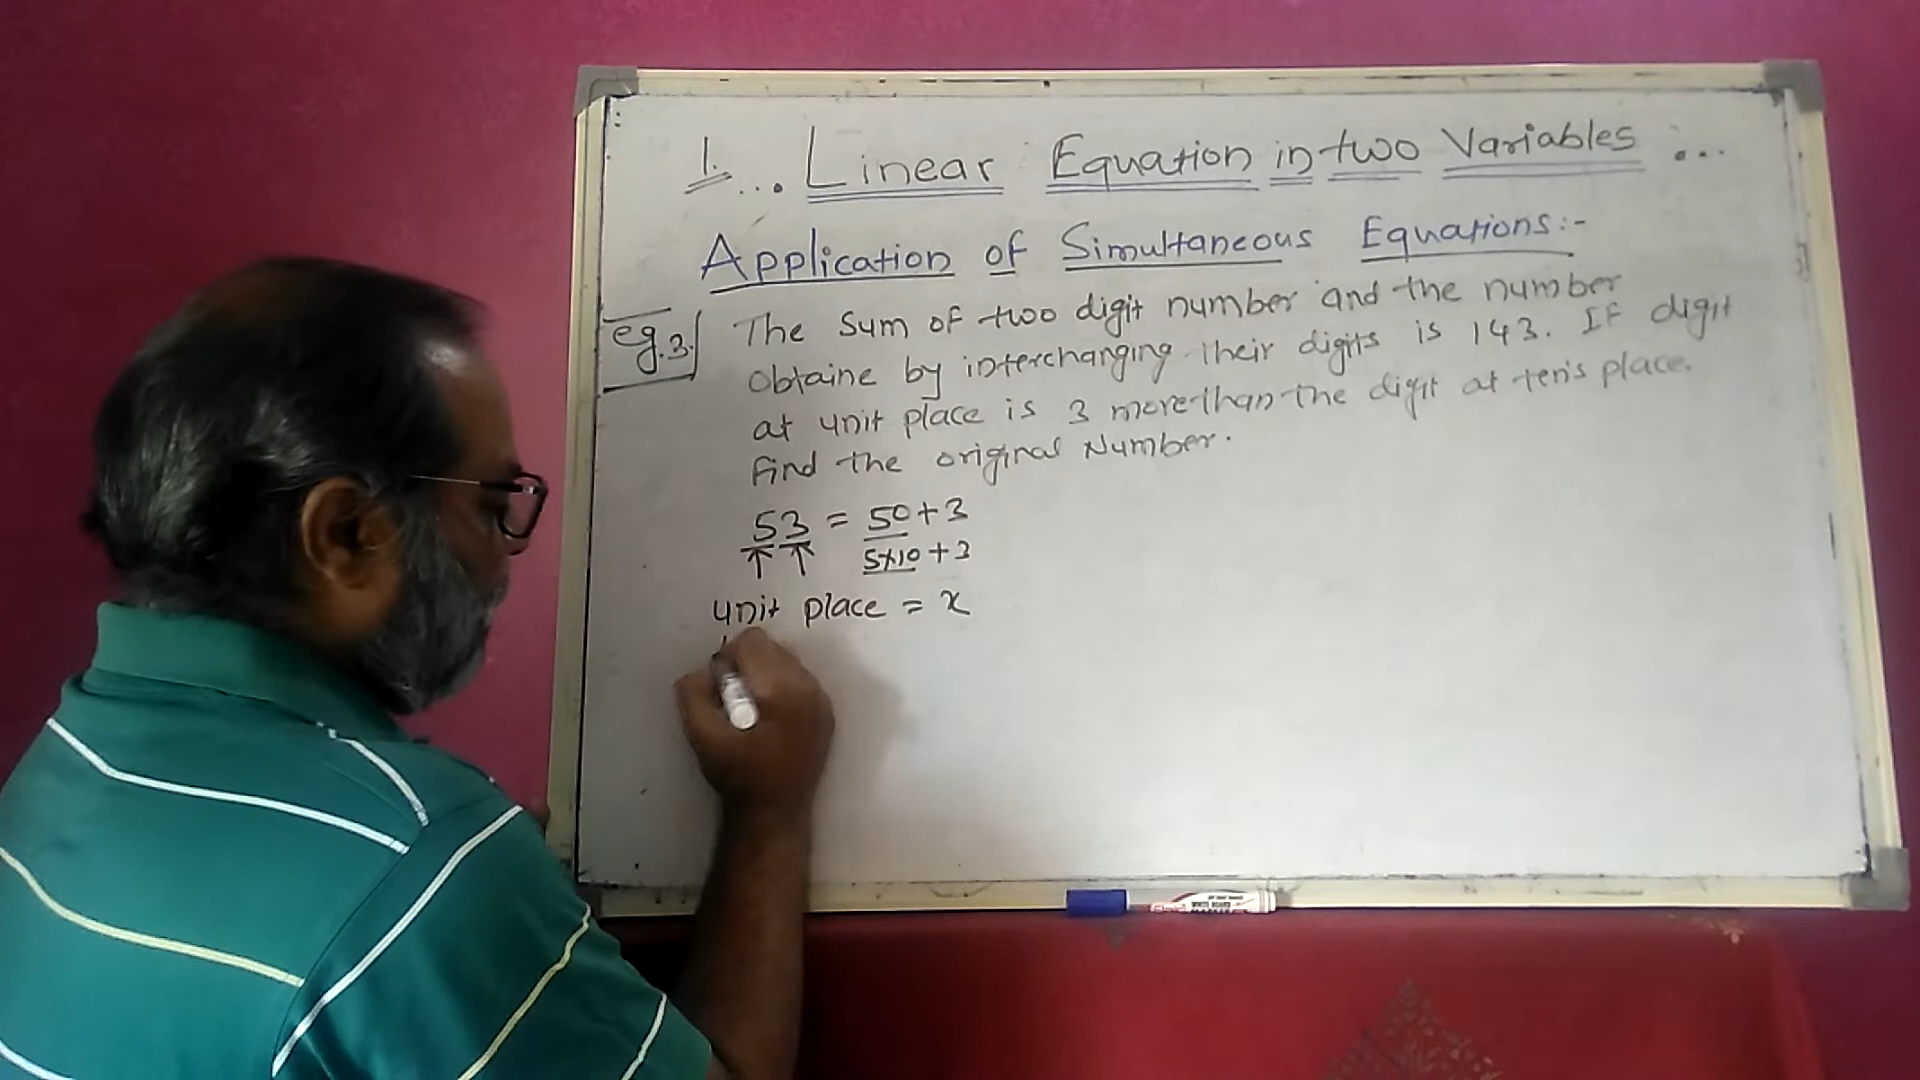 1. ... Linear Equation in two Variables ...
Application of Simultaneous Equations:-
eg.3. The Sum of two digit number and the number
obtaine by interchanging their digits is 143. If digit
at unit place is 3 more than the digit at ten's place.
Find the original Number.
53 = 50 + 3
5×10 + 3
unit place = x
WHITE BOARD